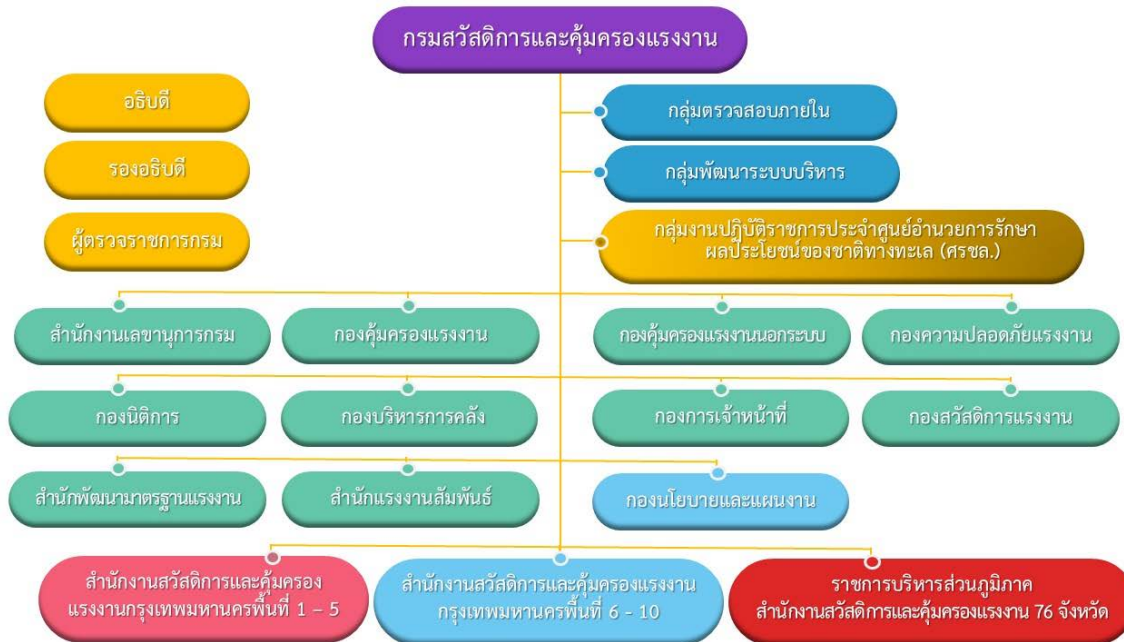 กรมสวัสดิการและคุ้มครองแรงงาน
อธิบดี
รองอธิบดี
ผู้ตรวจราชการกรม
กลุ่มตรวจสอบภายใน
กลุ่มพัฒนาระบบบริหาร
กลุ่มงานปฏิบัติราชการประจำศูนย์อำนวยการรักษา
ผลประโยชน์ของชาติทางทะเล (ศรชล.)
สำนักงานเลขานุการกรม
กองคุ้มครองแรงงาน
กองคุ้มครองแรงงานนอกระบบ
กองความปลอดภัยแรงงาน
กองนิติการ
กองบริหารการคลัง
กองการเจ้าหน้าที่
กองสวัสดิการแรงงาน
สำนักพัฒนามาตรฐานแรงงาน
สำนักแรงงานสัมพันธ์
กองนโยบายและแผนงาน
สำนักงานสวัสดิการและคุ้มครอง
แรงงานกรุงเทพมหานครพื้นที่ 1 – 5
สำนักงานสวัสดิการและคุ้มครองแรงงาน
กรุงเทพมหานครพื้นที่ 6 - 10
ราชการบริหารส่วนภูมิภาค
สำนักงานสวัสดิการและคุ้มครองแรงงาน 76 จังหวัด